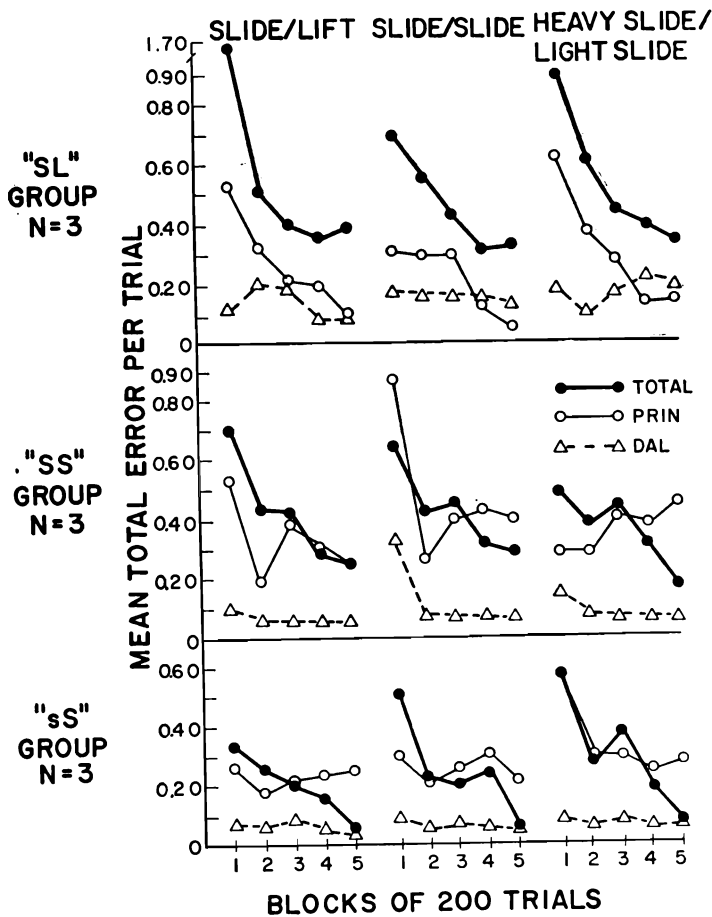 SLIDE/LIFT SLIDE/SLIDE HEAVY SLIDE/
LIGHT SLIDE
"SL"
GROUP
N=3
"SS"
GROUP
N=3
"sS"
GROUP
N=3
MEAN TOTAL ERROR PER TRIAL
1.70
0.90
0.80
0.60
0.40
0.20
0
0.90
0.80
0.60
0.40
0.20
0
0.60
0.40
0.20
0
TOTAL
PRIN
DAL
1 2 3 4 5 1 2 3 4 5 1 2 3 4 5
BLOCKS OF 200 TRIALS